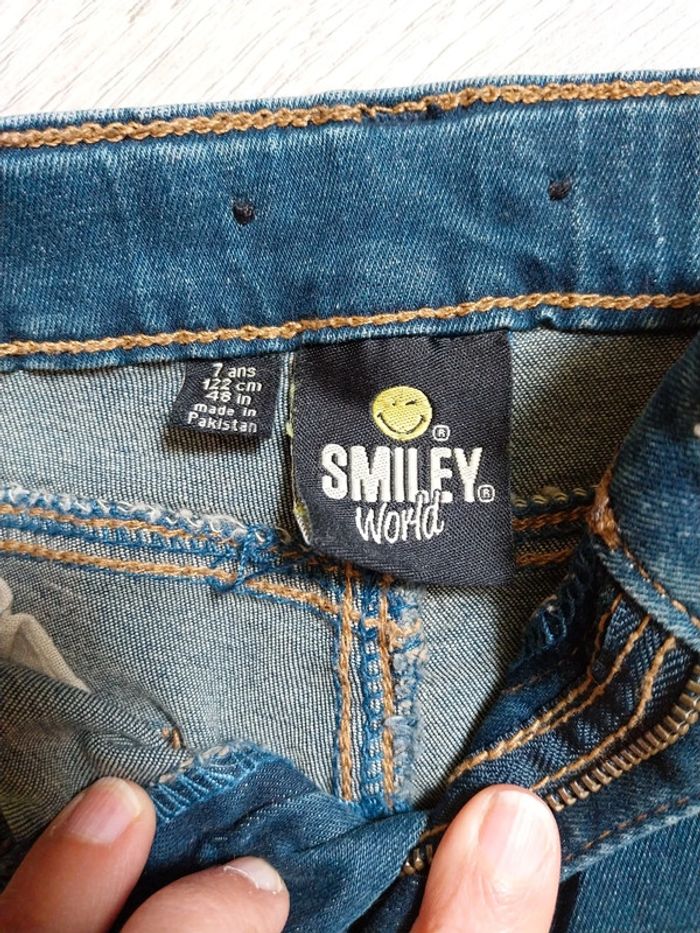 7 ans
122 cm
48 in
made in
Pakistan
®
SMILEY®
World